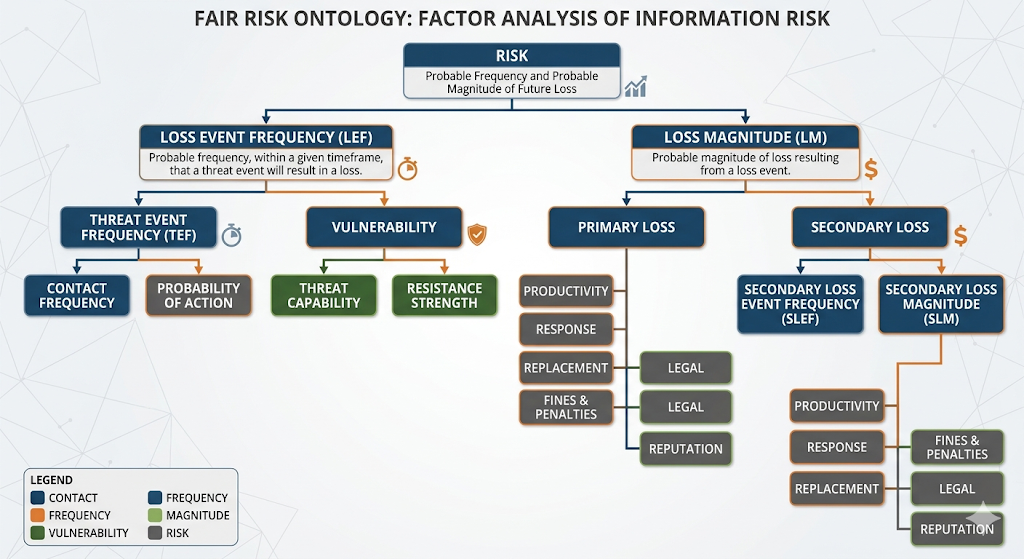 FAIR RISK ONTOLOGY: FACTOR ANALYSIS OF INFORMATION RISK
RISK
Probable Frequency and Probable
Magnitude of Future Loss
LOSS EVENT FREQUENCY (LEF)
Probable frequency, within a given timeframe,
that a threat event will result in a loss.
LOSS MAGNITUDE (LM)
Probable magnitude of loss resulting
from a loss event.
$
THREAT EVENT
FREQUENCY (TEF)
VULNERABILITY
PRIMARY LOSS
SECONDARY LOSS
$
CONTACT
FREQUENCY
PROBABILITY
OF ACTION
THREAT
CAPABILITY
RESISTANCE
STRENGTH
PRODUCTIVITY
RESPONSE
REPLACEMENT
LEGAL
FINES &
PENALTIES
LEGAL
REPUTATION
SECONDARY LOSS
EVENT FREQUENCY
(SLEF)
SECONDARY LOSS
MAGNITUDE
(SLM)
PRODUCTIVITY
RESPONSE
FINES &
PENALTIES
REPLACEMENT
LEGAL
REPUTATION
LEGEND
CONTACT
FREQUENCY
FREQUENCY
MAGNITUDE
VULNERABILITY
RISK